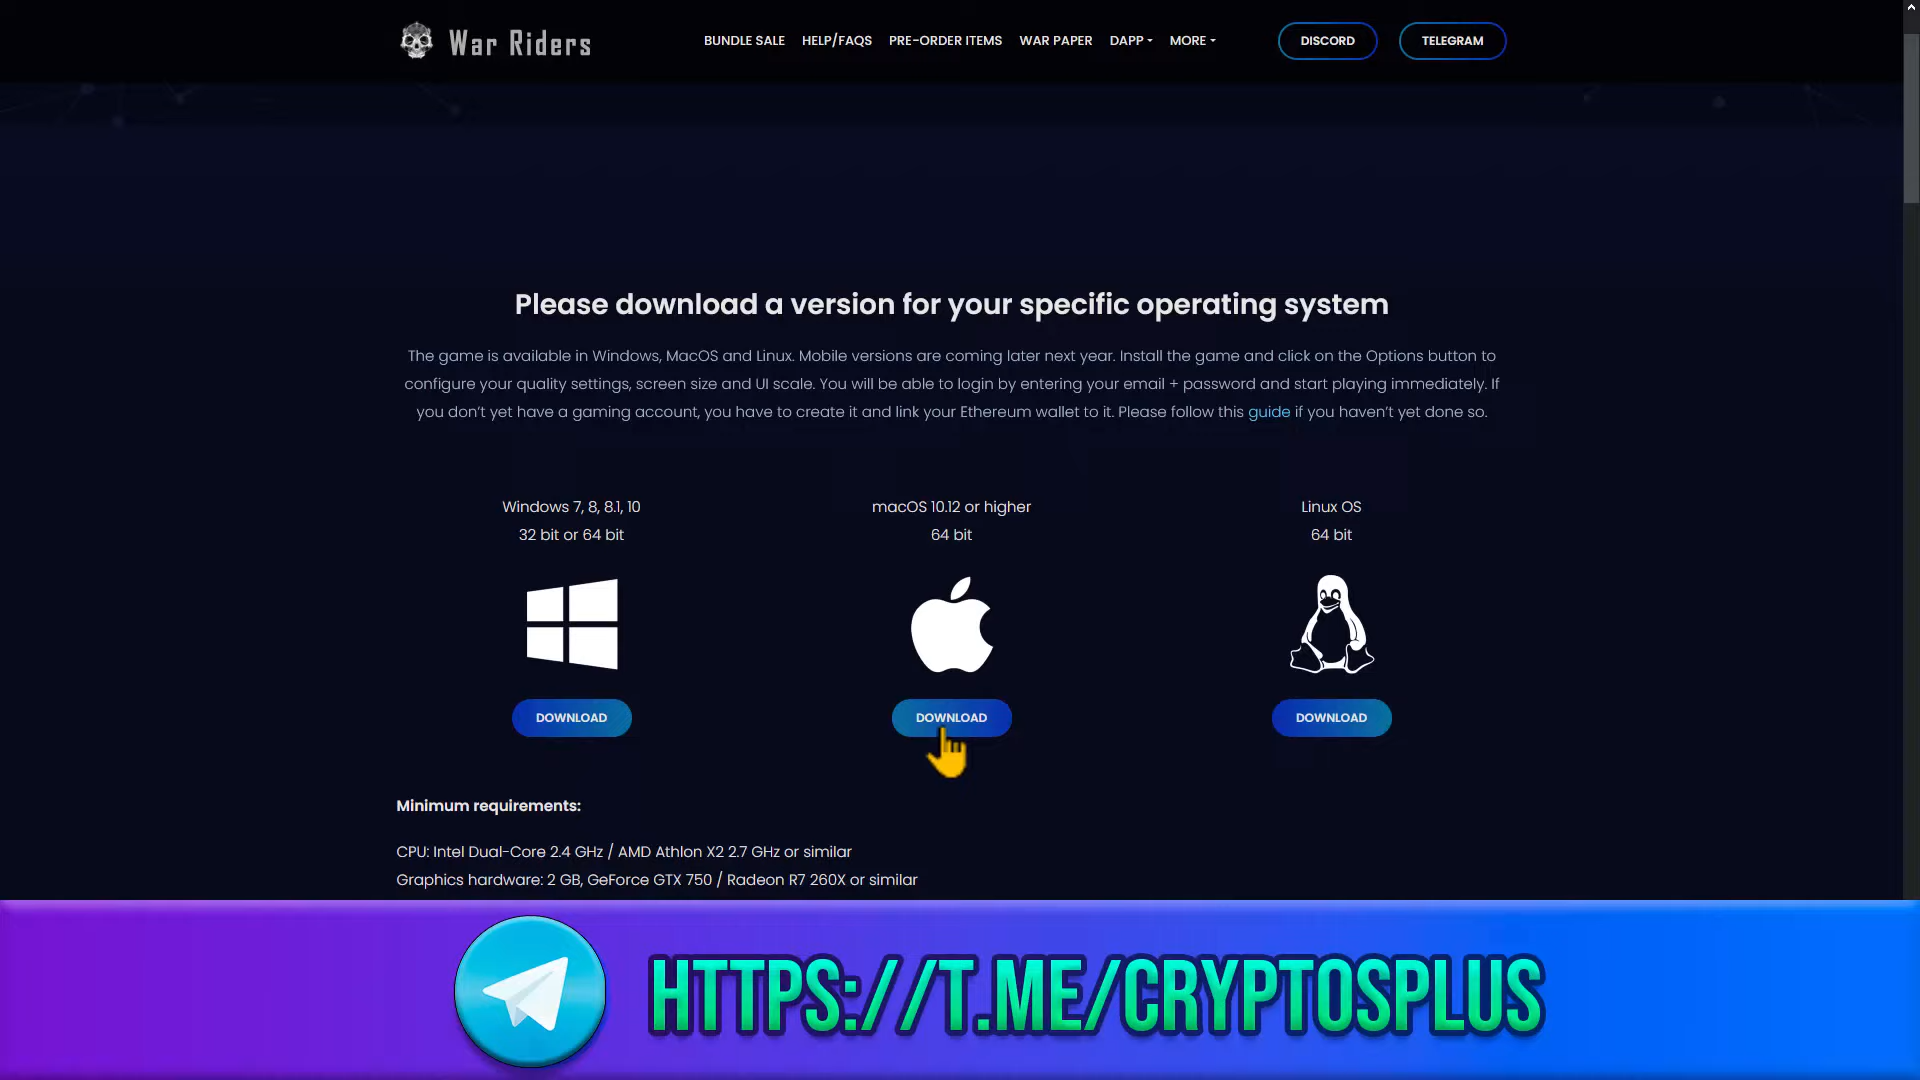 War Riders
BUNDLE SALE HELP/FAQS PRE-ORDER ITEMS WAR PAPER DAPP MORE DISCORD TELEGRAM
Please download a version for your specific operating system
The game is available in Windows, MacOS and Linux. Mobile versions are coming later next year. Install the game and click on the Options button to
configure your quality settings, screen size and UI scale. You will be able to login by entering your email + password and start playing immediately. If
you don't yet have a gaming account, you have to create it and link your Ethereum wallet to it. Please follow this guide if you haven't yet done so.
Windows 7, 8, 8.1, 10
32 bit or 64 bit
DOWNLOAD
macOS 10.12 or higher
64 bit
DOWNLOAD
Linux OS
64 bit
DOWNLOAD
Minimum requirements:
CPU: Intel Dual-Core 2.4 GHz / AMD Athlon X2 2.7 GHz or similar
Graphics hardware: 2 GB, GeForce GTX 750 / Radeon R7 260X or similar
HTTPS://T.ME/CRYPTOSPLUS